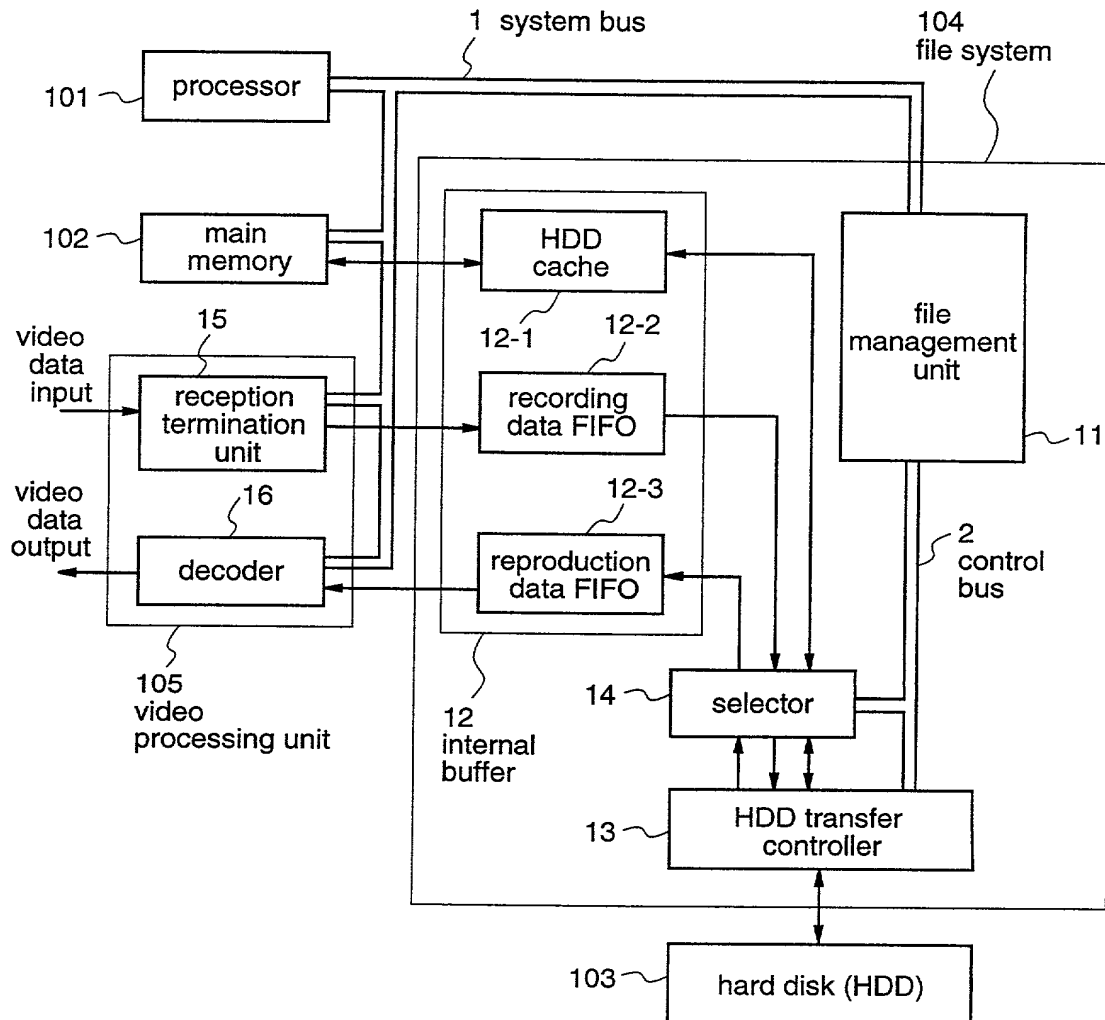 1 system bus
104
file system
processor
101
main
memory
102
HDD
cache
12-1
file
management
unit
11
video
data
input
15
reception
termination
unit
12-2
recording
data FIFO
video
data
output
16
decoder
12-3
reproduction
data FIFO
2
control
bus
105
video
processing unit
12
internal
buffer
14
selector
13
HDD transfer
controller
103
hard disk (HDD)